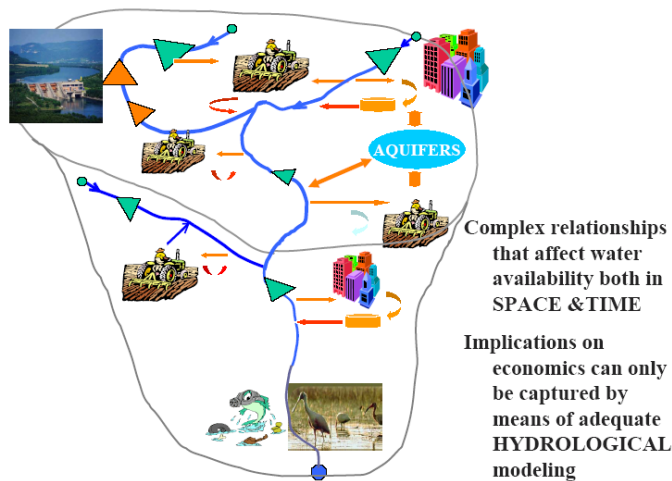 AQUIFERS
Complex relationships
that affect water
availability both in
SPACE &TIME
Implications on
economics can only
be captured by
means of adequate
HYDROLOGICAL
modeling